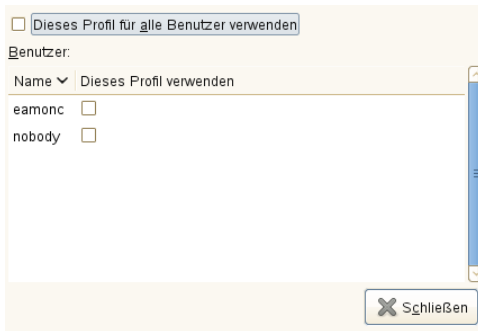 Dieses Profil für alle Benutzer verwenden
Benutzer:
Name Dieses Profil verwenden
eamonc
nobody
Schließen